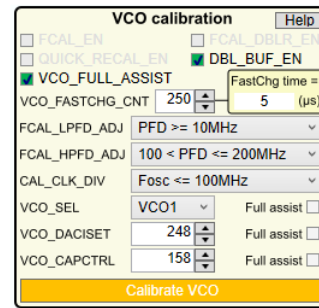 VCO calibration Help
FCAL_EN FCAL_DBLR_EN
QUICK_RECAL_EN DBL_BUF_EN
VCO_FULL_ASSIST FastChg time =
VCO_FASTCHG_CNT 250 5 (µs)
FCAL_LPFD_ADJ PFD >= 10MHz
FCAL_HPFD_ADJ 100 < PFD <= 200MHz
CAL_CLK_DIV Fosc <= 100MHz
VCO_SEL VCO1 Full assist
VCO_DACISET 248 Full assist
VCO_CAPCTRL 158 Full assist
Calibrate VCO